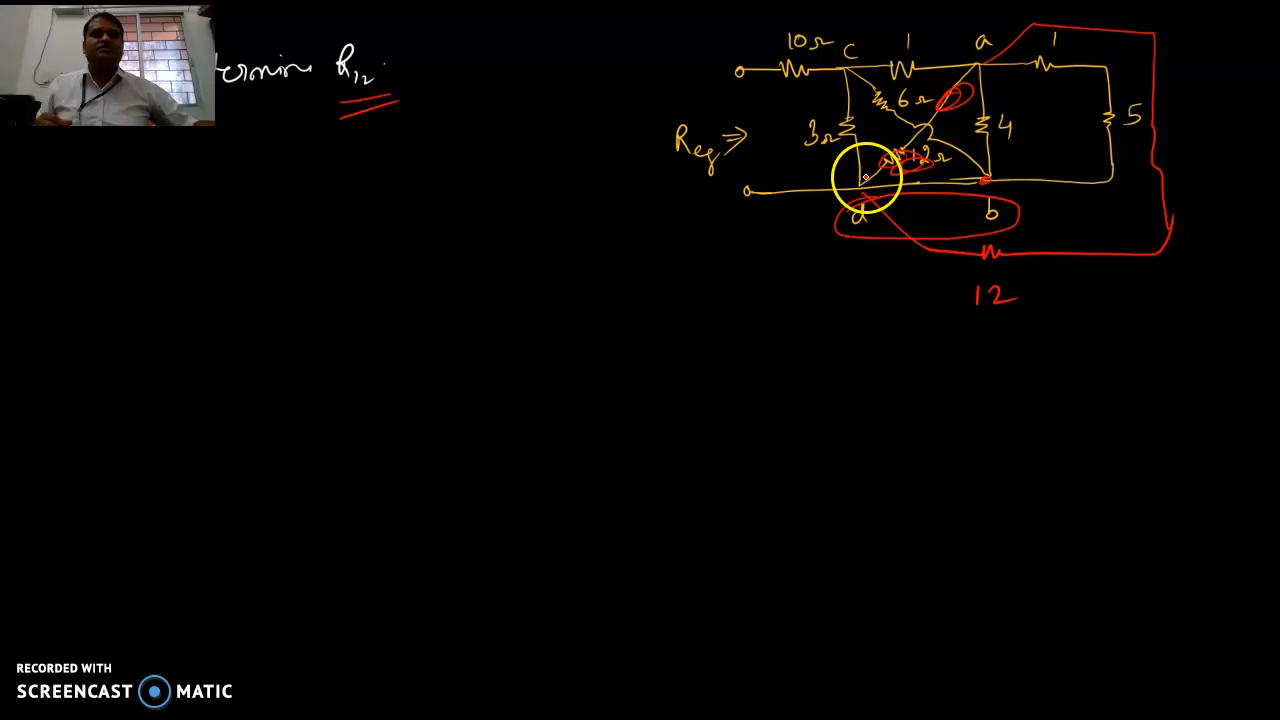 R12.
10Ω C 1 a 1
6Ω
Req ⇒ 3Ω 4 5
12Ω
d b
12
RECORDED WITH
SCREENCAST MATIC